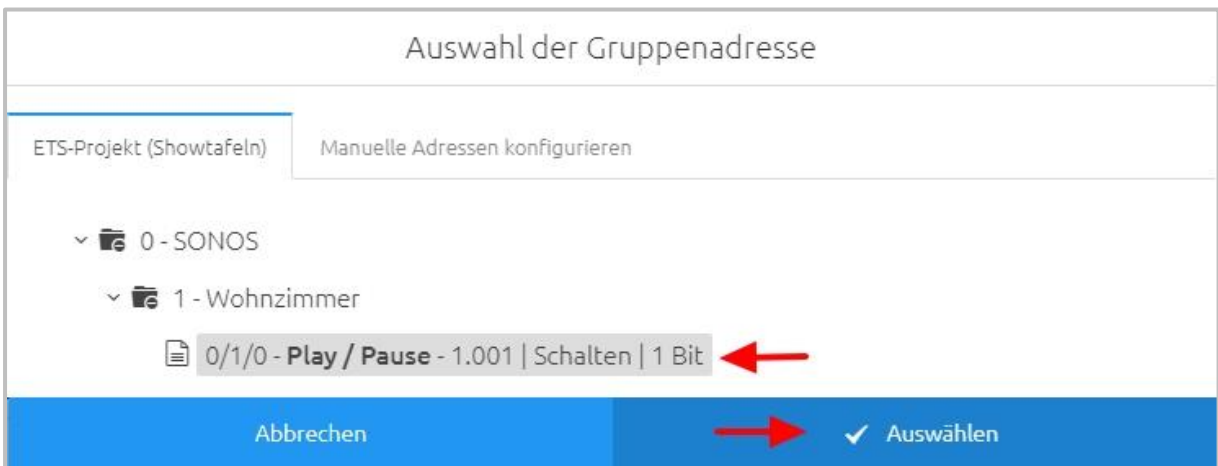 Auswahl der Gruppenadresse
ETS-Projekt (Showtafeln) Manuelle Adressen konfigurieren
0 - SONOS
1 - Wohnzimmer
0/1/0 - Play / Pause - 1.001 | Schalten | 1 Bit
Abbrechen Auswählen